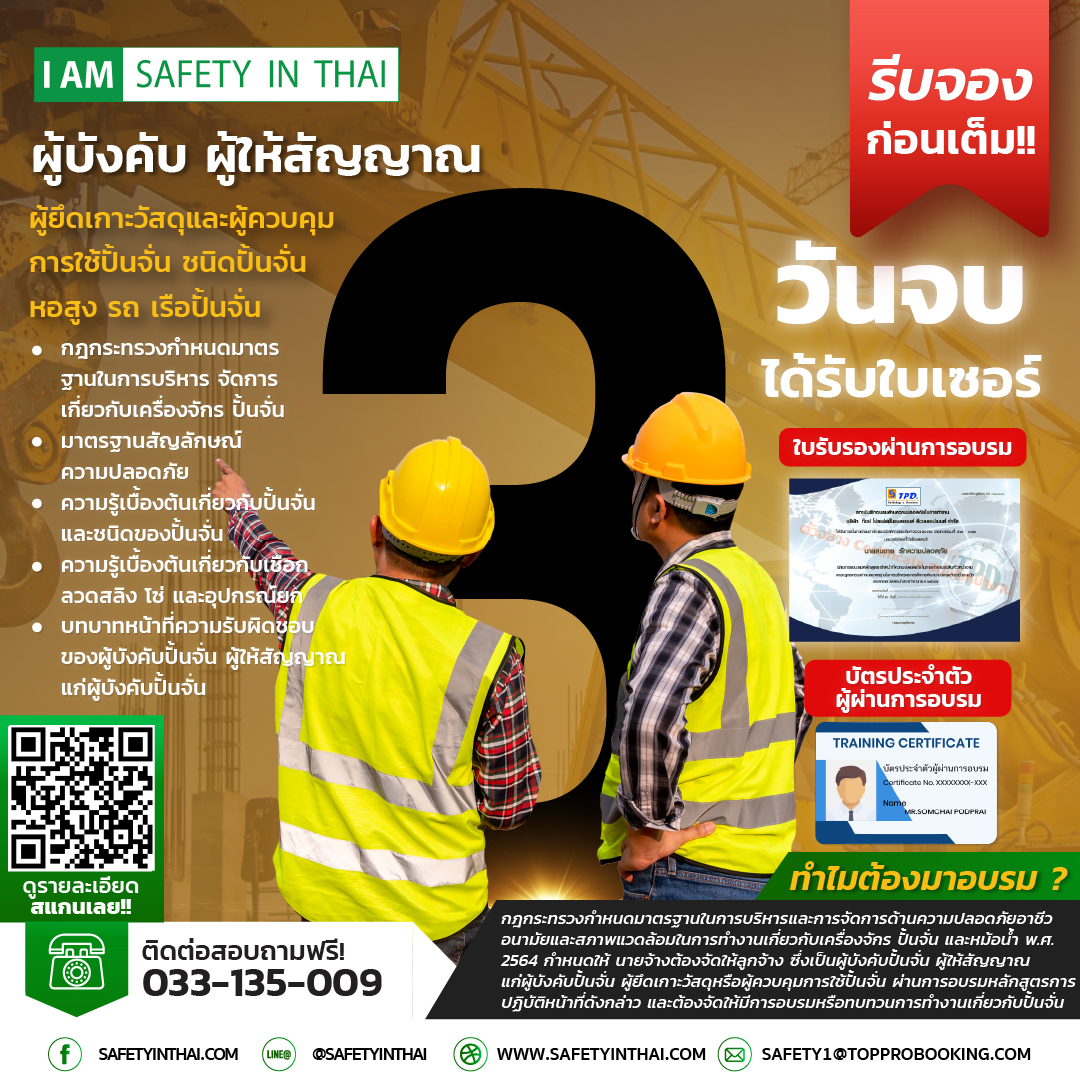 I AM SAFETY IN THAI
รีบจอง
ก่อนเต็ม!!
ผู้บังคับ ผู้ให้สัญญาณ
ผู้ยึดเกาะวัสดุและผู้ควบคุม
การใช้ปั้นจั่น ชนิดปั้นจั่น
หอสูง รถ เรือปั้นจั่น
3
วันจบ
ได้รับใบเซอร์
• กฎกระทรวงกำหนดมาตร
ฐานในการบริหาร จัดการ
เกี่ยวกับเครื่องจักร ปั้นจั่น
• มาตรฐานสัญลักษณ์
ความปลอดภัย
• ความรู้เบื้องต้นเกี่ยวกับปั้นจั่น
และชนิดของปั้นจั่น
• ความรู้เบื้องต้นเกี่ยวกับเชือก
ลวดสลิง โซ่ และอุปกรณ์ยก
• บทบาทหน้าที่ความรับผิดชอบ
ของผู้บังคับปั้นจั่น ผู้ให้สัญญาณ
แก่ผู้บังคับปั้นจั่น
ใบรับรองผ่านการอบรม
TPD.
นายสมชาย รักความปลอดภัย
บัตรประจำตัว
ผู้ผ่านการอบรม
TRAINING CERTIFICATE
บัตรประจำตัวผู้ผ่านการอบรม
Certificate No. XXXXXXXX-XXX
Name
MR.SOMCHAI PODPRAI
ดูรายละเอียด
สแกนเลย!!
ทำไมต้องมาอบรม ?
กฎกระทรวงกำหนดมาตรฐานในการบริหารและการจัดการด้านความปลอดภัยอาชีว
อนามัยและสภาพแวดล้อมในการทำงานเกี่ยวกับเครื่องจักร ปั้นจั่น และหม้อน้ำ พ.ศ.
2564 กำหนดให้ นายจ้างต้องจัดให้ลูกจ้าง ซึ่งเป็นผู้บังคับปั้นจั่น ผู้ให้สัญญาณ
แก่ผู้บังคับปั้นจั่น ผู้ยึดเกาะวัสดุหรือผู้ควบคุมการใช้ปั้นจั่น ผ่านการอบรมหลักสูตรการ
ปฏิบัติหน้าที่ดังกล่าว และต้องจัดให้มีการอบรมหรือทบทวนการทำงานเกี่ยวกับปั้นจั่น
ติดต่อสอบถามฟรี!
033-135-009
SAFETYINTHAI.COM LINE@ @SAFETYINTHAI WWW.SAFETYINTHAI.COM SAFETY1@TOPPROBOOKING.COM